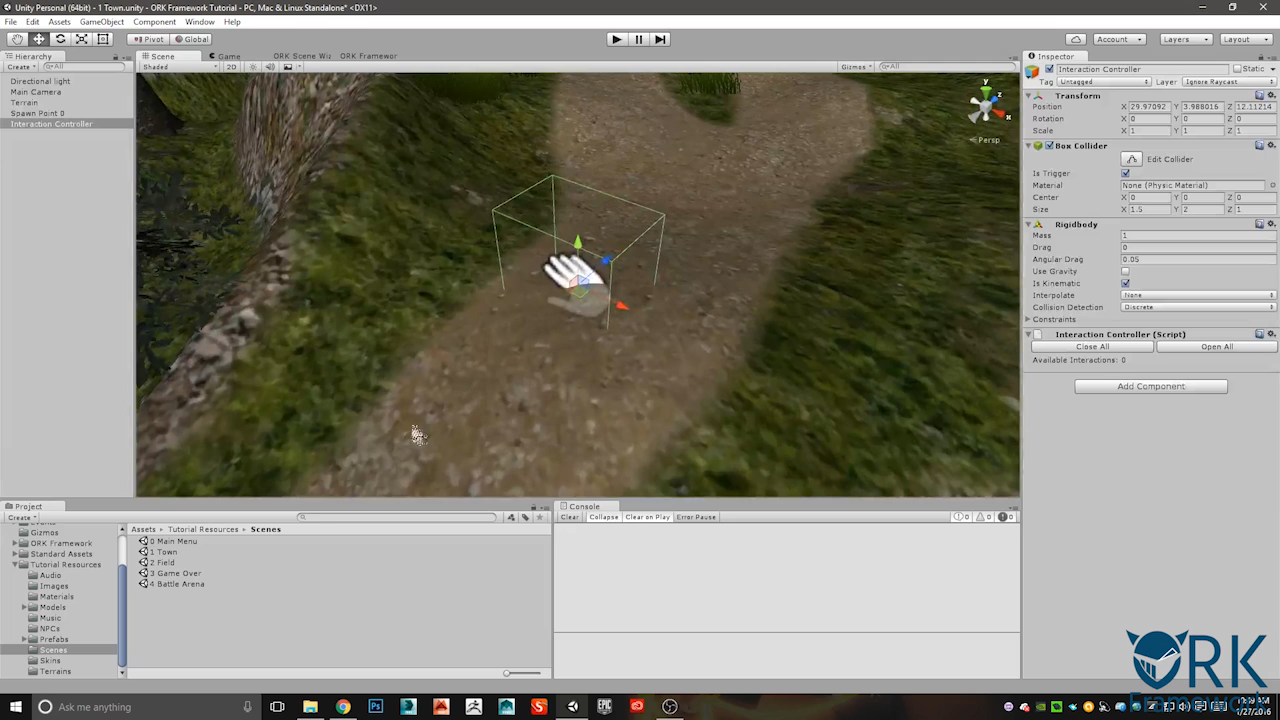 Unity Personal (64bit) - 1 Town.unity - ORK Framework Tutorial - PC, Mac & Linux Standalone* <DX11>
File Edit Assets GameObject Component Window Help
Pivot Global Account Layers Layout
Hierarchy
Create All
Directional light
Main Camera
Terrain
Spawn Point 0
Interaction Controller
Scene Game ORK Scene Wiz ORK Framewor
Shaded 2D Gizmos All
y
z
x
Persp
Inspector
Interaction Controller Static
Tag Untagged Layer Ignore Raycast
Transform
Position X 29.97092 Y 3.988016 Z 12.11214
Rotation X 0 Y 0 Z 0
Scale X 1 Y 1 Z 1
Box Collider
Edit Collider
Is Trigger
Material None (Physic Material)
Center X 0 Y 0 Z 0
Size X 1.5 Y 2 Z 1
Rigidbody
Mass 1
Drag 0
Angular Drag 0.05
Use Gravity
Is Kinematic
Interpolate None
Collision Detection Discrete
Constraints
Interaction Controller (Script)
Close All Open All
Available Interactions: 0
Add Component
Project
Create
Gizmos
ORK Framework
Standard Assets
Tutorial Resources
Audio
Images
Materials
Models
Music
NPCs
Prefabs
Scenes
Skins
Terrains
Assets Tutorial Resources Scenes
0 Main Menu
1 Town
2 Field
3 Game Over
4 Battle Arena
Console
Clear Collapse Clear on Play Error Pause 0 0 0
ORK
Framework
Ask me anything